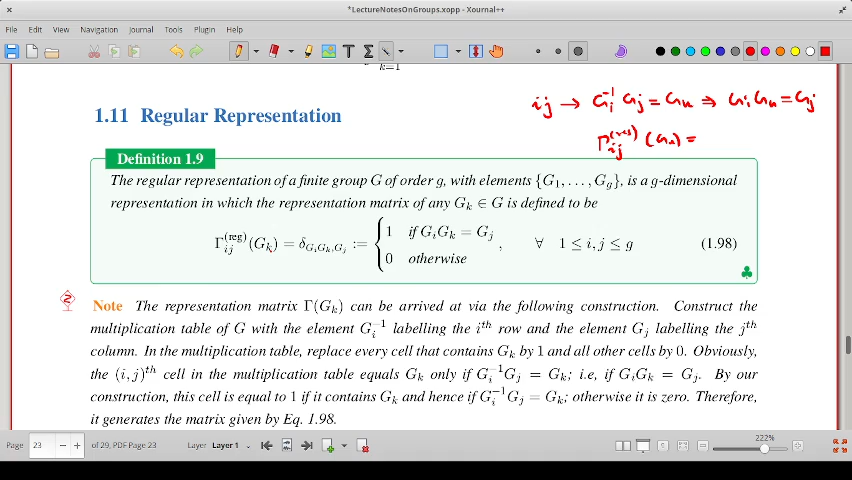 *LectureNotesOnGroups.xopp - Xournal++
File Edit View Navigation Journal Tools Plugin Help
k=1
ij → G_i^{-1} G_j = G_k ⇒ G_i G_k = G_j
1.11 Regular Representation
Γ_{ij}^{(reg)} (G_k) =
Definition 1.9
The regular representation of a finite group G of order g, with elements {G_1, . . . , G_g}, is a g-dimensional
representation in which the representation matrix of any G_k ∈ G is defined to be
Γ_{ij}^{(reg)}(G_k) = δ_{G_iG_k,G_j} := { 1 if G_iG_k = G_j
0 otherwise , ∀ 1 ≤ i, j ≤ g (1.98)
♣
2
Note The representation matrix Γ(G_k) can be arrived at via the following construction. Construct the
multiplication table of G with the element G_i^{-1} labelling the i^{th} row and the element G_j labelling the j^{th}
column. In the multiplication table, replace every cell that contains G_k by 1 and all other cells by 0. Obviously,
the (i, j)^{th} cell in the multiplication table equals G_k only if G_i^{-1}G_j = G_k; i.e, if G_iG_k = G_j. By our
construction, this cell is equal to 1 if it contains G_k and hence if G_i^{-1}G_j = G_k; otherwise it is zero. Therefore,
it generates the matrix given by Eq. 1.98.
Page 23 of 29, PDF Page 23 Layer Layer 1 222%